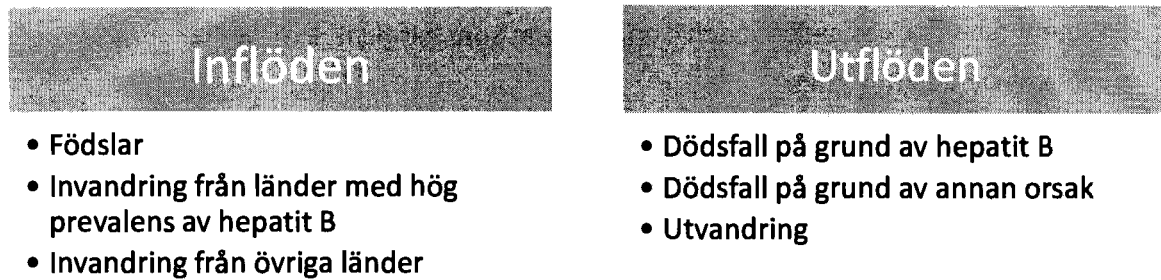 Inflöden
• Födslar
• Invandring från länder med hög
prevalens av hepatit B
• Invandring från övriga länder
Utflöden
• Dödsfall på grund av hepatit B
• Dödsfall på grund av annan orsak
• Utvandring